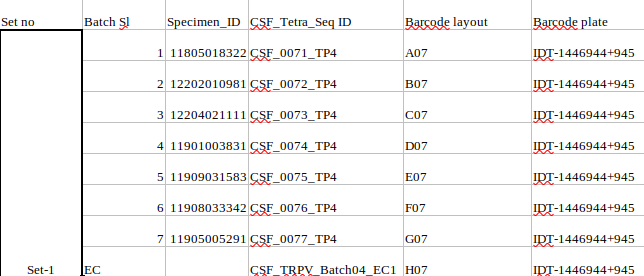 Set no Batch Sl Specimen_ID CSF_Tetra_Seq ID Barcode layout Barcode plate
1 11805018322 CSF_0071_TP4 A07 IDT-1446944+945
2 12202010981 CSF_0072_TP4 B07 IDT-1446944+945
3 12204021111 CSF_0073_TP4 C07 IDT-1446944+945
4 11901003831 CSF_0074_TP4 D07 IDT-1446944+945
5 11909031583 CSF_0075_TP4 E07 IDT-1446944+945
6 11908033342 CSF_0076_TP4 F07 IDT-1446944+945
7 11905005291 CSF_0077_TP4 G07 IDT-1446944+945
Set-1 EC CSF_TRPV_Batch04_EC1 H07 IDT-1446944+945